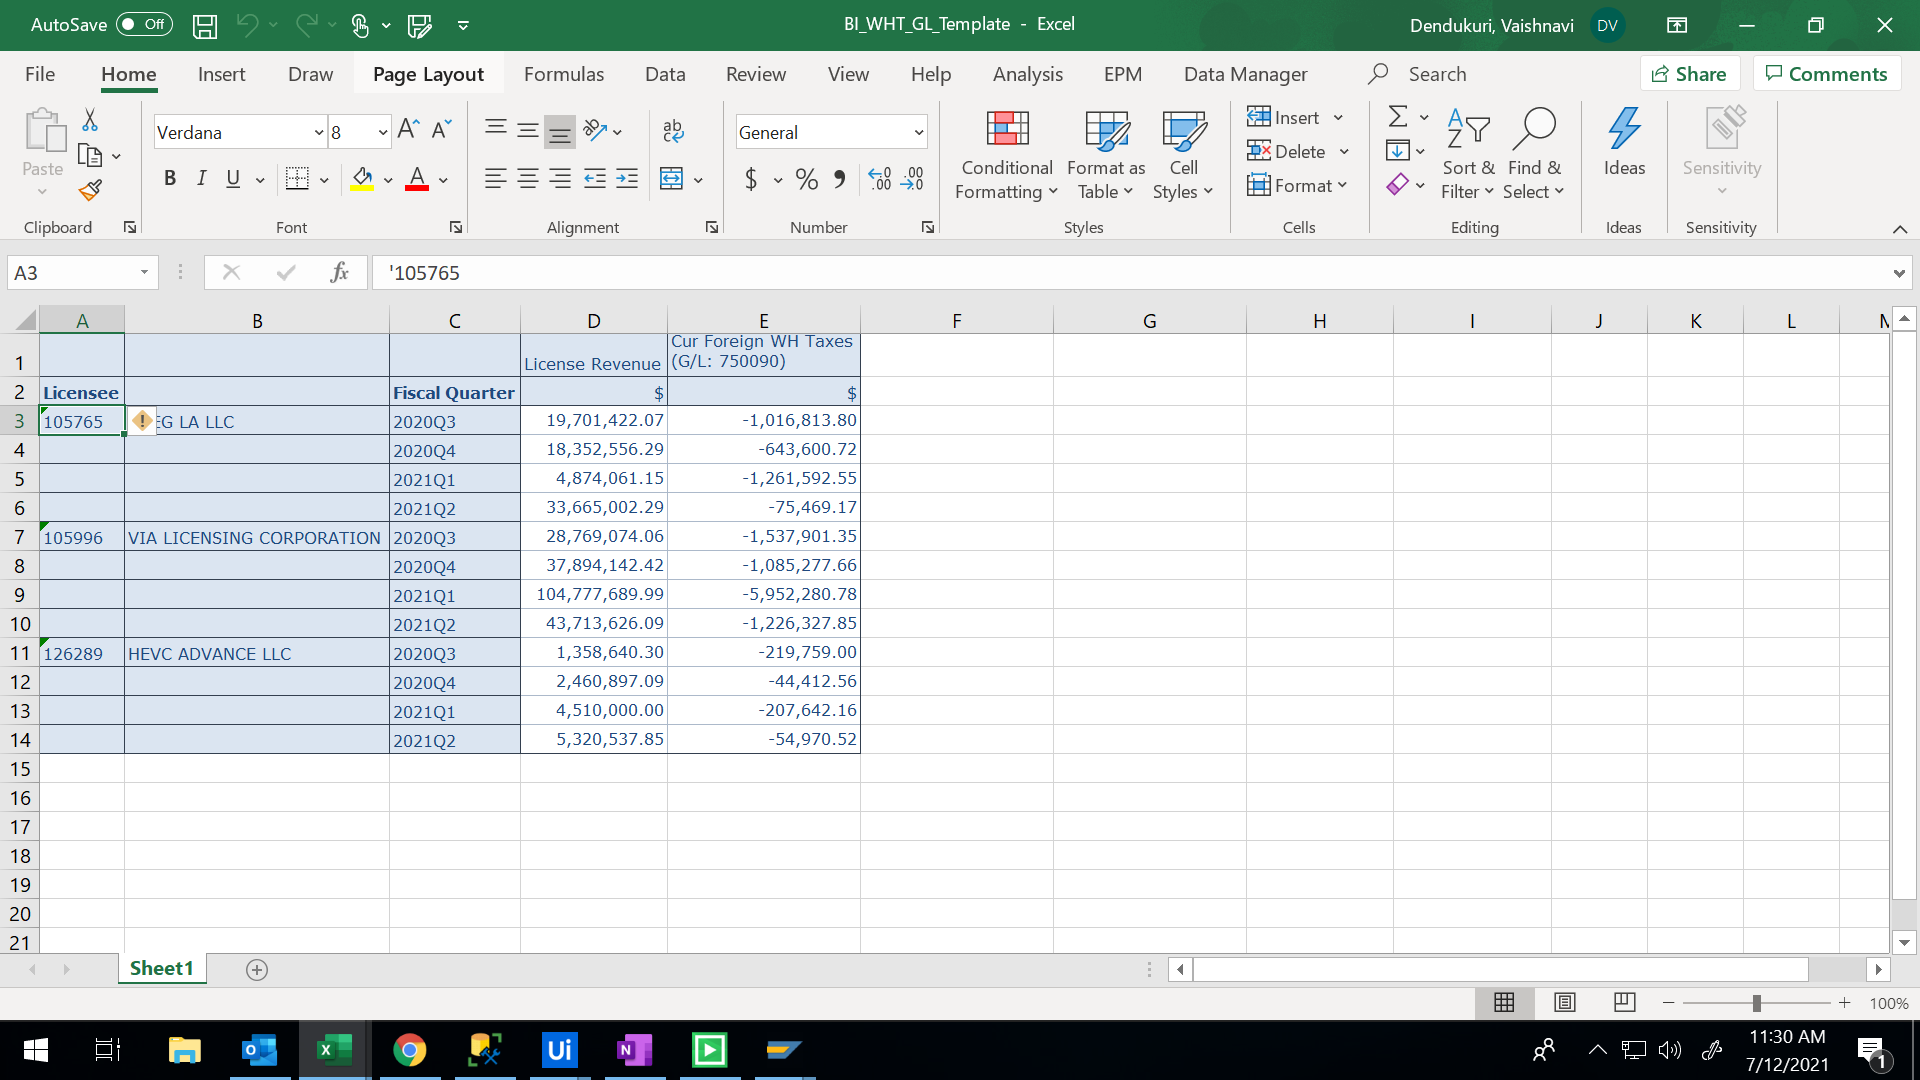 AutoSave Off BI_WHT_GL_Template - Excel Dendukuri, Vaishnavi DV
File Home Insert Draw Page Layout Formulas Data Review View Help Analysis EPM Data Manager Search Share Comments
Paste Verdana 8 A A ab General Conditional Formatting Format as Table Cell Styles Insert Delete Format Sort & Filter Find & Select Ideas Sensitivity
B I U A $ % .00 .00
Clipboard Font Alignment Number Styles Cells Editing Ideas Sensitivity
A3 fx '105765
A B C D E F G H I J K L
1 License Revenue Cur Foreign WH Taxes (G/L: 750090)
2 Licensee Fiscal Quarter $ $
3 105765 EG LA LLC 2020Q3 19,701,422.07 -1,016,813.80
4 2020Q4 18,352,556.29 -643,600.72
5 2021Q1 4,874,061.15 -1,261,592.55
6 2021Q2 33,665,002.29 -75,469.17
7 105996 VIA LICENSING CORPORATION 2020Q3 28,769,074.06 -1,537,901.35
8 2020Q4 37,894,142.42 -1,085,277.66
9 2021Q1 104,777,689.99 -5,952,280.78
10 2021Q2 43,713,626.09 -1,226,327.85
11 126289 HEVC ADVANCE LLC 2020Q3 1,358,640.30 -219,759.00
12 2020Q4 2,460,897.09 -44,412.56
13 2021Q1 4,510,000.00 -207,642.16
14 2021Q2 5,320,537.85 -54,970.52
15
16
17
18
19
20
21
Sheet1
100%
11:30 AM
7/12/2021
1